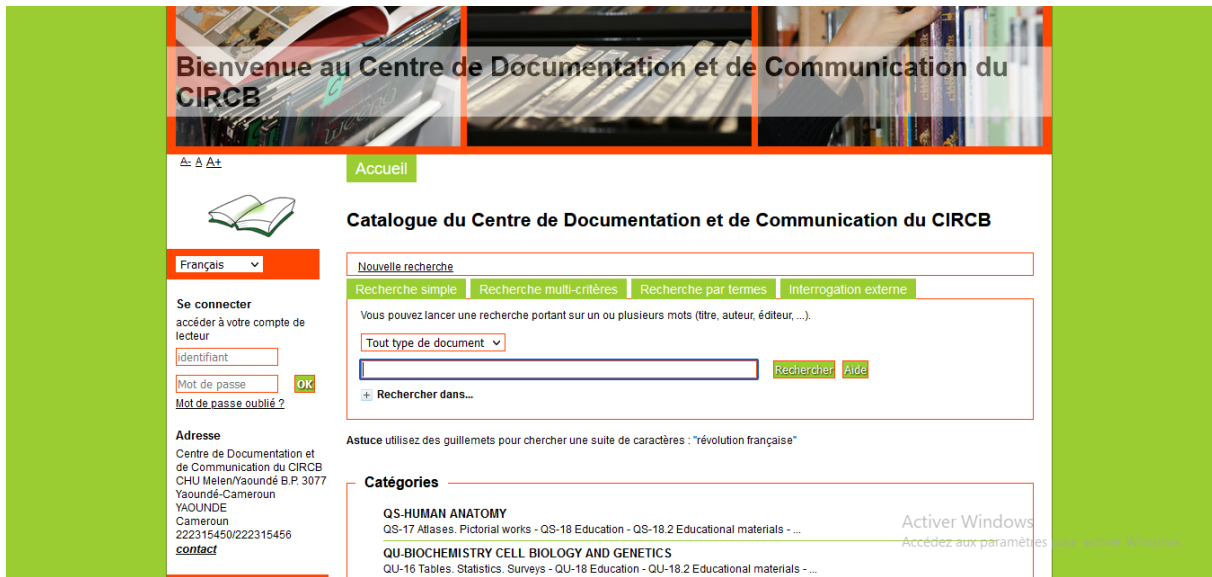 Bienvenue au Centre de Documentation et de Communication du
CIRCB
A- A A+
Accueil
Catalogue du Centre de Documentation et de Communication du CIRCB
Français
Nouvelle recherche
Recherche simple Recherche multi-critères Recherche par termes Interrogation externe
Vous pouvez lancer une recherche portant sur un ou plusieurs mots (titre, auteur, éditeur, ...).
Tout type de document
Rechercher Aide
Rechercher dans...
Se connecter
accéder à votre compte de
lecteur
identifiant
Mot de passe OK
Mot de passe oublié ?
Astuce utilisez des guillemets pour chercher une suite de caractères : "révolution française"
Adresse
Centre de Documentation et
de Communication du CIRCB
CHU Melen/Yaoundé B.P. 3077
Yaoundé-Cameroun
YAOUNDE
Cameroun
222315450/222315456
contact
Catégories
QS-HUMAN ANATOMY
QS-17 Atlases. Pictorial works - QS-18 Education - QS-18.2 Educational materials - ...
QU-BIOCHEMISTRY CELL BIOLOGY AND GENETICS
QU-16 Tables. Statistics. Surveys - QU-18 Education - QU-18.2 Educational materials - ...
Activer Windows
Accédez aux paramètres pour activer Windows.